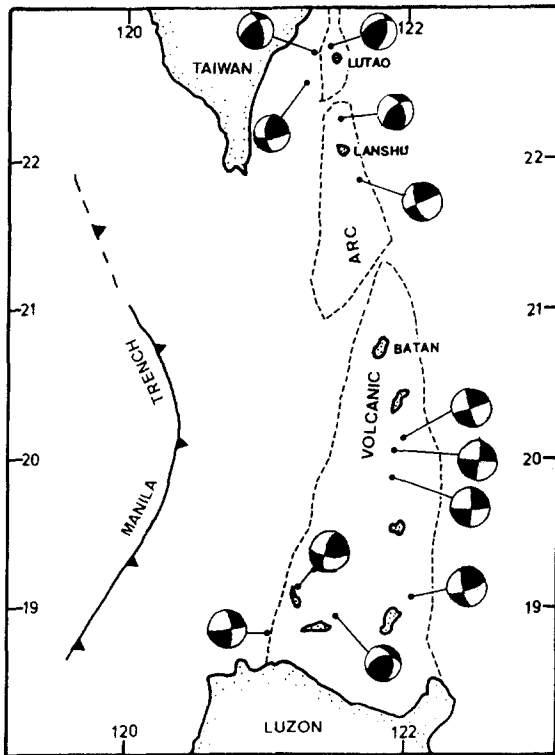 120
122
TAIWAN
LUTAO
LANSHU
22
22
ARC
21
21
BATAN
TRENCH
VOLCANIC
20
20
MANILA
19
19
120
122
LUZON